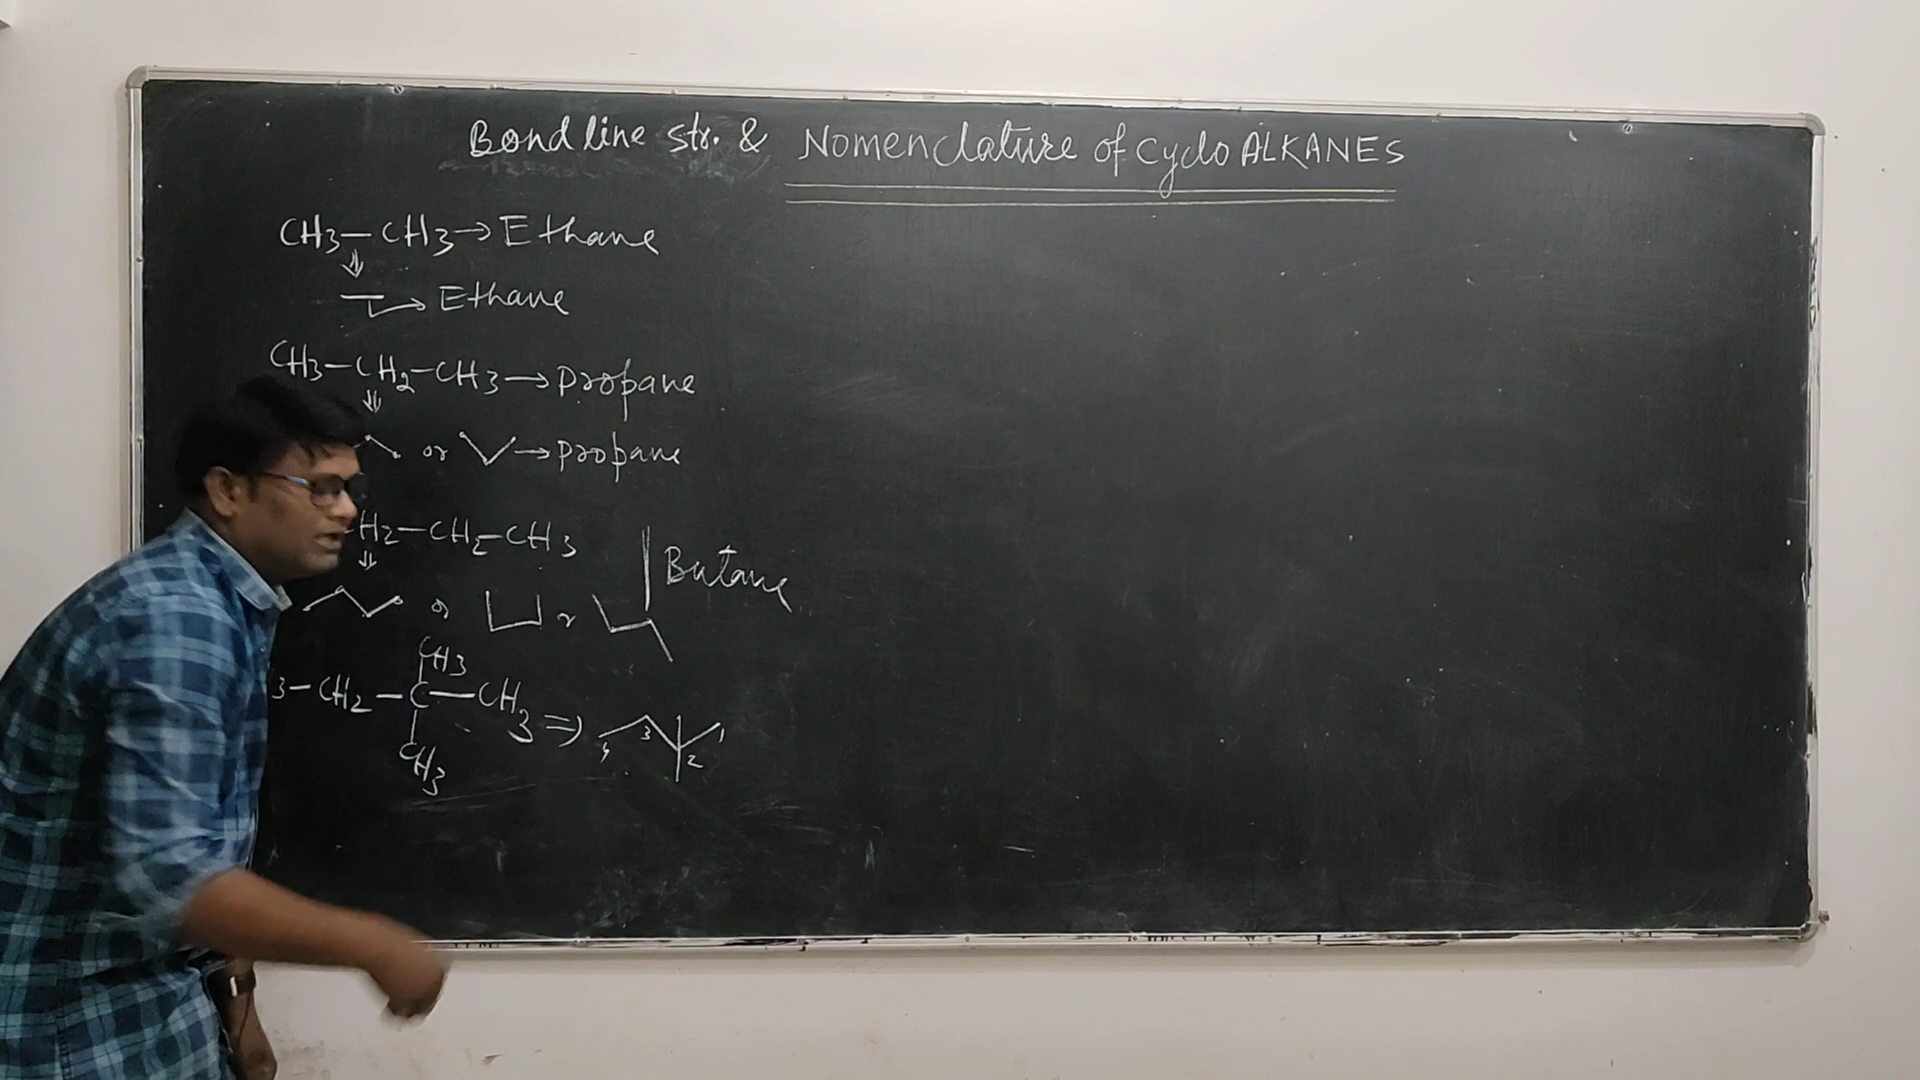 Bond line str. & Nomenclature of Cyclo ALKANES
CH3—CH3→Ethane
→Ethane
CH3—CH2—CH3→Propane
or →Propane
H2—CH2—CH3
Butane
or or
CH3
3—CH2—C—CH3⇒
CH3
4 3 2 1